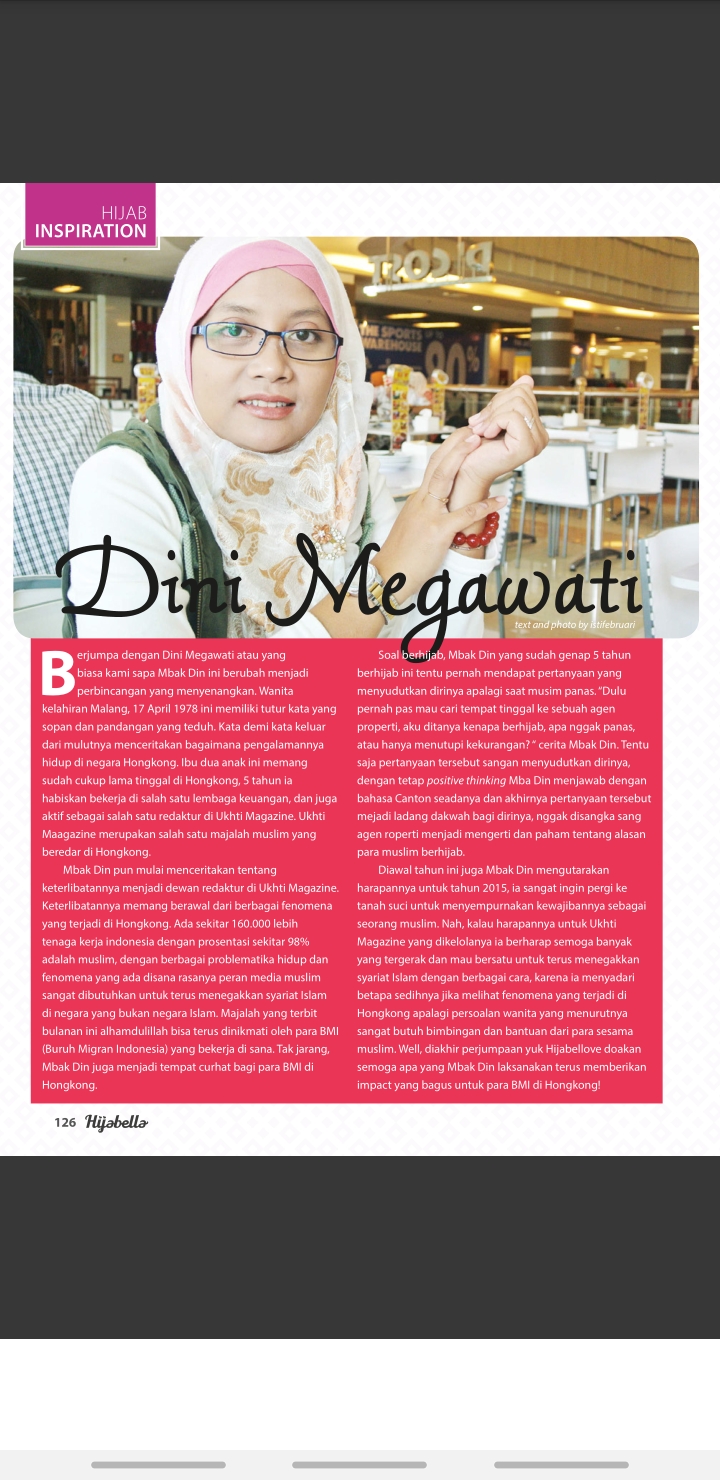 HIJAB
INSPIRATION
DI COST
THE SPORTS
WAREHOUSE
UP TO
80%
Dini Megawati
text and photo by istifebruari
Berjumpa dengan Dini Megawati atau yang
biasa kami sapa Mbak Din ini berubah menjadi
perbincangan yang menyenangkan. Wanita
kelahiran Malang, 17 April 1978 ini memiliki tutur kata yang
sopan dan pandangan yang teduh. Kata demi kata keluar
dari mulutnya menceritakan bagaimana pengalamannya
hidup di negara Hongkong. Ibu dua anak ini memang
sudah cukup lama tinggal di Hongkong, 5 tahun ia
habiskan bekerja di salah satu lembaga keuangan, dan juga
aktif sebagai salah satu redaktur di Ukhti Magazine. Ukhti
Maagazine merupakan salah satu majalah muslim yang
beredar di Hongkong.
Mbak Din pun mulai menceritakan tentang
keterlibatannya menjadi dewan redaktur di Ukhti Magazine.
Keterlibatannya memang berawal dari berbagai fenomena
yang terjadi di Hongkong. Ada sekitar 160.000 lebih
tenaga kerja indonesia dengan prosentasi sekitar 98%
adalah muslim, dengan berbagai problematika hidup dan
fenomena yang ada disana rasanya peran media muslim
sangat dibutuhkan untuk terus menegakkan syariat Islam
di negara yang bukan negara Islam. Majalah yang terbit
bulanan ini alhamdulillah bisa terus dinikmati oleh para BMI
(Buruh Migran Indonesia) yang bekerja di sana. Tak jarang,
Mbak Din juga menjadi tempat curhat bagi para BMI di
Hongkong.
Soal berhijab, Mbak Din yang sudah genap 5 tahun
berhijab ini tentu pernah mendapat pertanyaan yang
menyudutkan dirinya apalagi saat musim panas. "Dulu
pernah pas mau cari tempat tinggal ke sebuah agen
properti, aku ditanya kenapa berhijab, apa nggak panas,
atau hanya menutupi kekurangan? " cerita Mbak Din. Tentu
saja pertanyaan tersebut sangan menyudutkan dirinya,
dengan tetap positive thinking Mba Din menjawab dengan
bahasa Canton seadanya dan akhirnya pertanyaan tersebut
mejadi ladang dakwah bagi dirinya, nggak disangka sang
agen roperti menjadi mengerti dan paham tentang alasan
para muslim berhijab.
Diawal tahun ini juga Mbak Din mengutarakan
harapannya untuk tahun 2015, ia sangat ingin pergi ke
tanah suci untuk menyempurnakan kewajibannya sebagai
seorang muslim. Nah, kalau harapannya untuk Ukhti
Magazine yang dikelolanya ia berharap semoga banyak
yang tergerak dan mau bersatu untuk terus menegakkan
syariat Islam dengan berbagai cara, karena ia menyadari
betapa sedihnya jika melihat fenomena yang terjadi di
Hongkong apalagi persoalan wanita yang menurutnya
sangat butuh bimbingan dan bantuan dari para sesama
muslim. Well, diakhir perjumpaan yuk Hijabellove doakan
semoga apa yang Mbak Din laksanakan terus memberikan
impact yang bagus untuk para BMI di Hongkong!
126 Hijabella